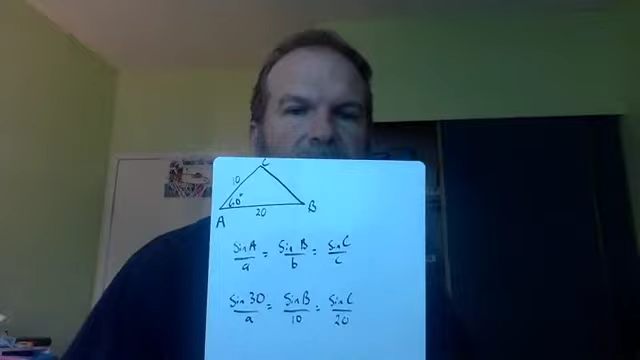 C
10
60°
A 20 B
sin A/a = sin B/b = sin C/c
sin 30/a = sin B/10 = sin C/20